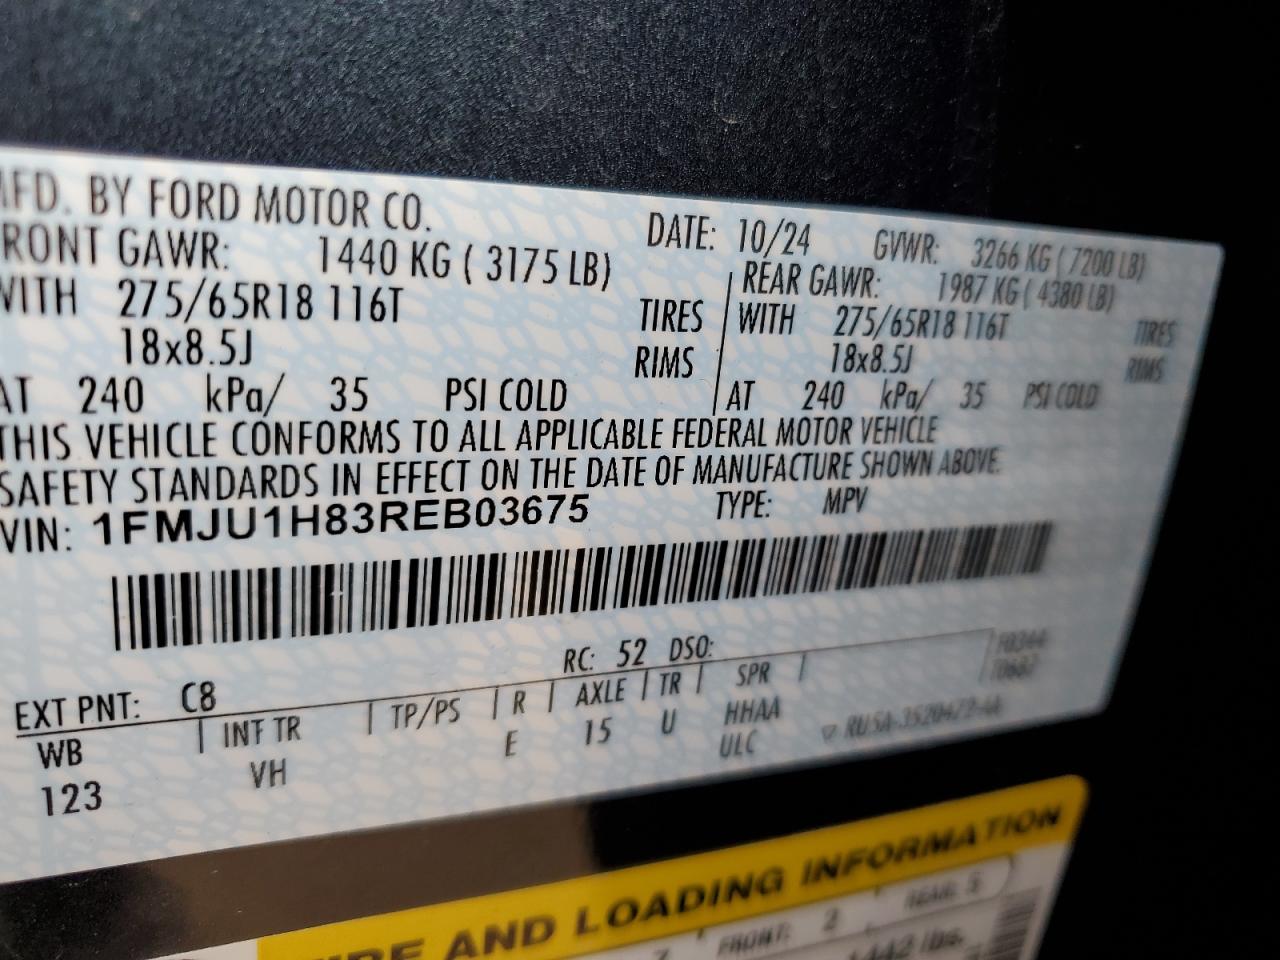 MFD. BY FORD MOTOR CO.
DATE: 10/24 GVWR: 3266 KG ( 7200 LB)
FRONT GAWR: 1440 KG ( 3175 LB)
REAR GAWR: 1987 KG ( 4380 LB)
WITH 275/65R18 116T TIRES
WITH 275/65R18 116T TIRES
18x8.5J RIMS
18x8.5J RIMS
AT 240 kPa/ 35 PSI COLD
AT 240 kPa/ 35 PSI COLD
THIS VEHICLE CONFORMS TO ALL APPLICABLE FEDERAL MOTOR VEHICLE
SAFETY STANDARDS IN EFFECT ON THE DATE OF MANUFACTURE SHOWN ABOVE.
VIN: 1FMJU1H83REB03675 TYPE: MPV
EXT PNT: C8 RC: 52 DSO:
WB INT TR TP/PS R AXLE TR SPR
123 VH E 15 U HHAA
ULC
AND LOADING INFORMATION
7 FRONT: 2 REAR: 5
1442 lbs.